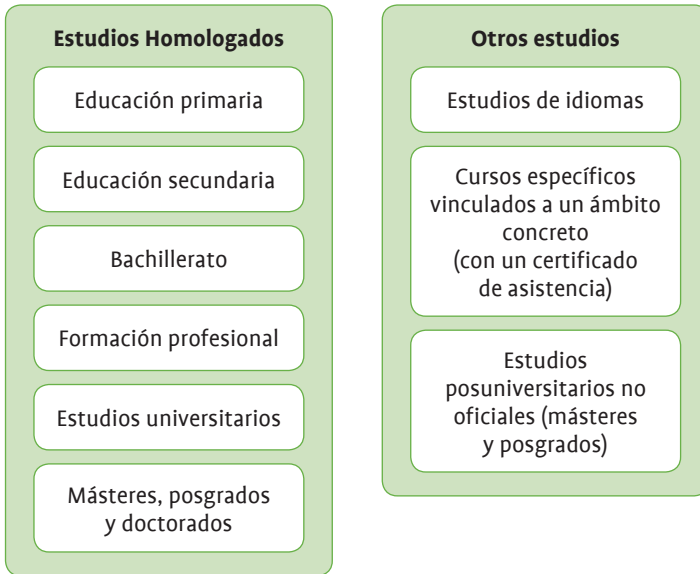 Estudios Homologados
Educación primaria
Educación secundaria
Bachillerato
Formación profesional
Estudios universitarios
Másteres, posgrados
y doctorados
Otros estudios
Estudios de idiomas
Cursos específicos
vinculados a un ámbito
concreto
(con un certificado
de asistencia)
Estudios
posuniversitarios no
oficiales (másteres
y posgrados)